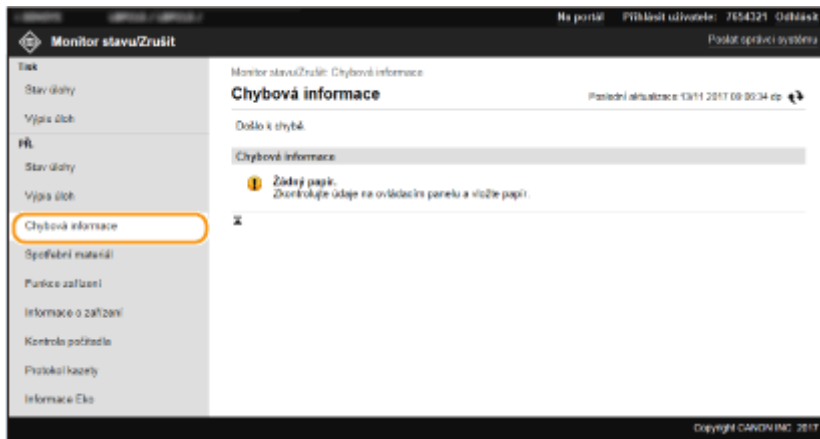 Na portál Přihlásit uživatele: 7654321 Odhlásit
Monitor stavu/Zrušit
Poslat správci systému
Tisk
Stav úlohy
Výpis úloh
PŘÍ.
Stav úlohy
Výpis úloh
Chybová informace
Spotřební materiál
Funkce zařízení
Informace o zařízení
Kontrola počítadla
Protokol kazety
Informace Eko
Monitor stavu/Zrušit: Chybová informace
Chybová informace
Poslední aktualizace 13/11 2017 09:06:34 dp
Došlo k chybě.
Chybová informace
Žádný papír.
Zkontrolujte údaje na ovládacím panelu a vložte papír.
Copyright CANON INC. 2017